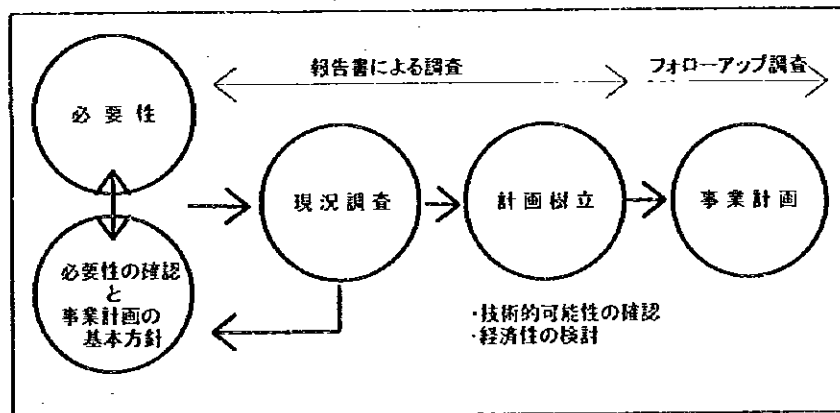 報告書による調査
フォローアップ調査
必要性
現況調査
計画樹立
事業計画
必要性の確認
と
事業計画の
基本方針
・技術的可能性の確認
・経済性の検討